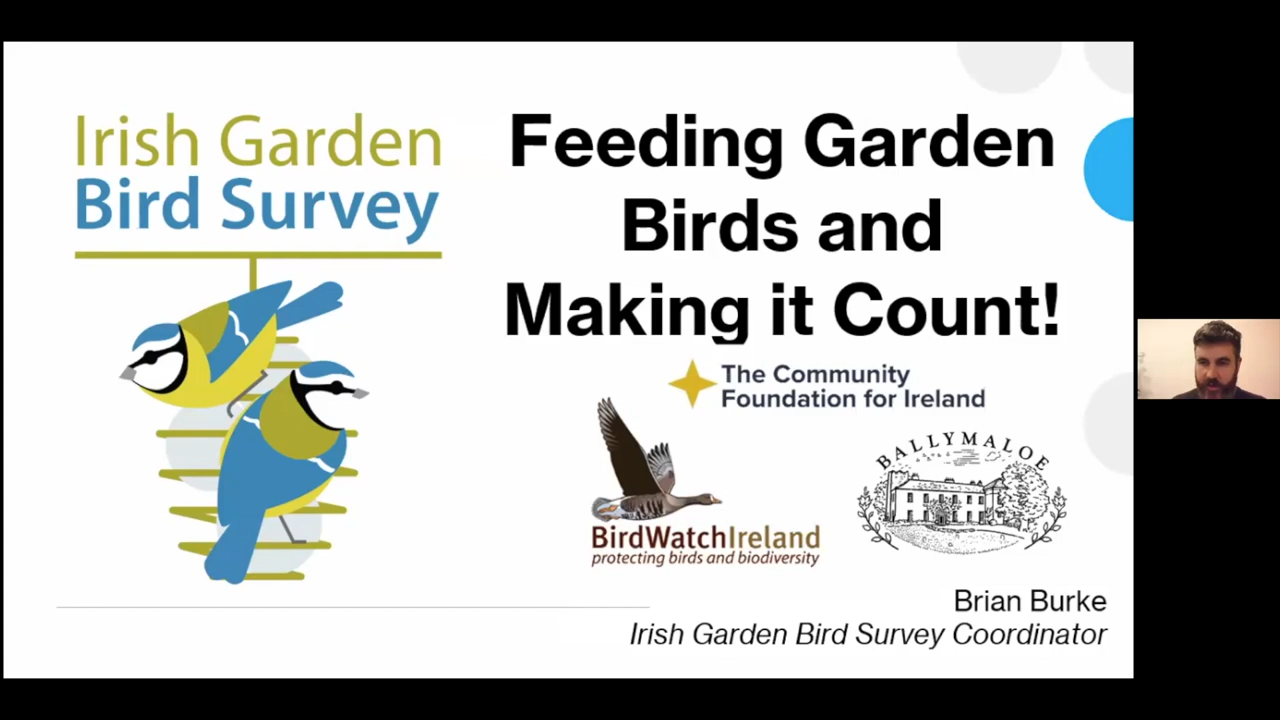 Irish Garden
Bird Survey
Feeding Garden
Birds and
Making it Count!
The Community
Foundation for Ireland
BALLYMALOE
BirdWatchIreland
protecting birds and biodiversity
Brian Burke
Irish Garden Bird Survey Coordinator